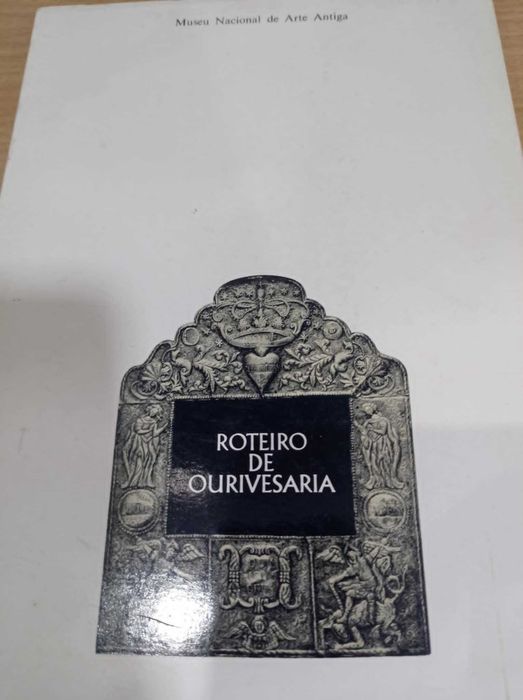 Museu Nacional de Arte Antiga
ROTEIRO
DE
OURIVESARIA